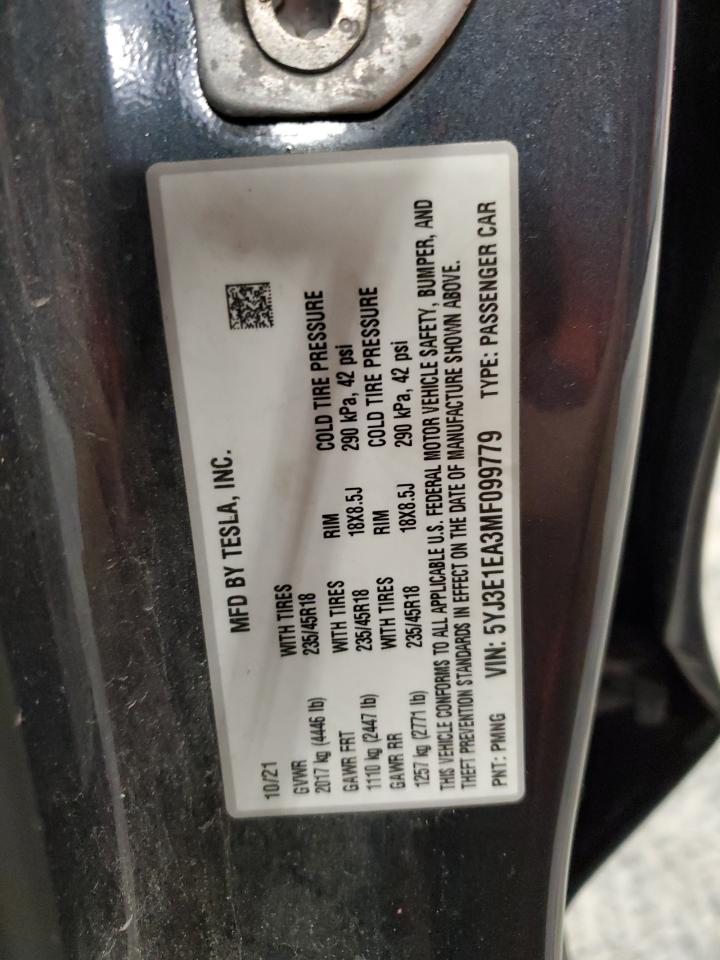 MFD BY TESLA, INC.
10/21
GVWR WITH TIRES RIM COLD TIRE PRESSURE
2017 kg (4446 lb) 235/45R18 18X8.5J 290 kPa, 42 psi
GAWR FRT WITH TIRES RIM COLD TIRE PRESSURE
1110 kg (2447 lb) 235/45R18 18X8.5J 290 kPa, 42 psi
GAWR RR
1257 kg (2771 lb)
THIS VEHICLE CONFORMS TO ALL APPLICABLE U.S. FEDERAL MOTOR VEHICLE SAFETY, BUMPER, AND
THEFT PREVENTION STANDARDS IN EFFECT ON THE DATE OF MANUFACTURE SHOWN ABOVE.
PNT: PMNG VIN: 5YJ3E1EA3MF099779 TYPE: PASSENGER CAR